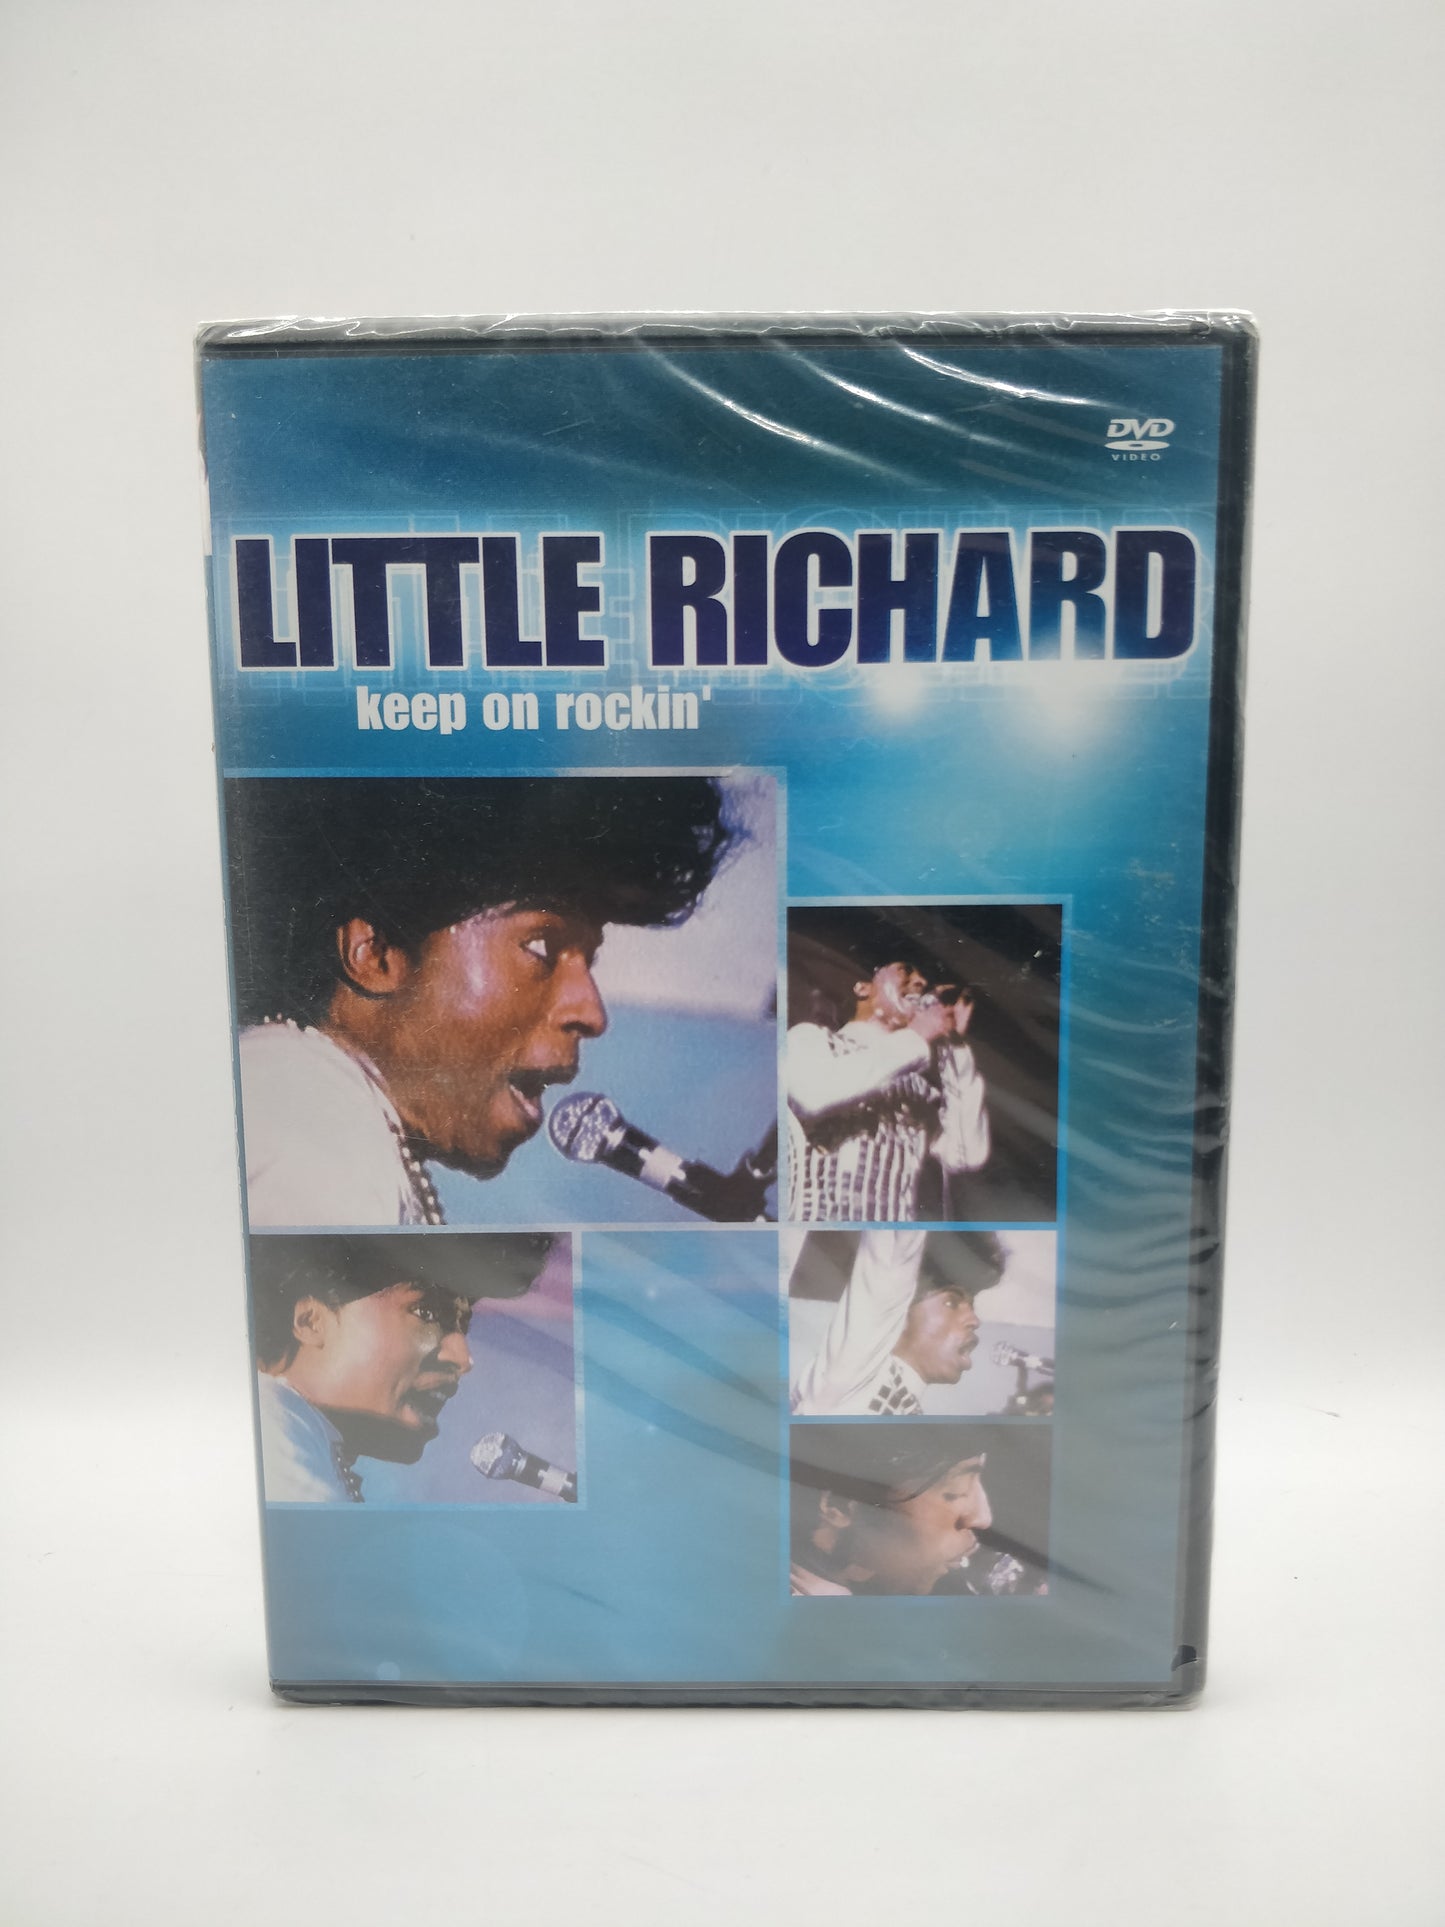 DVD
VIDEO
LITTLE RICHARD
keep on rockin'